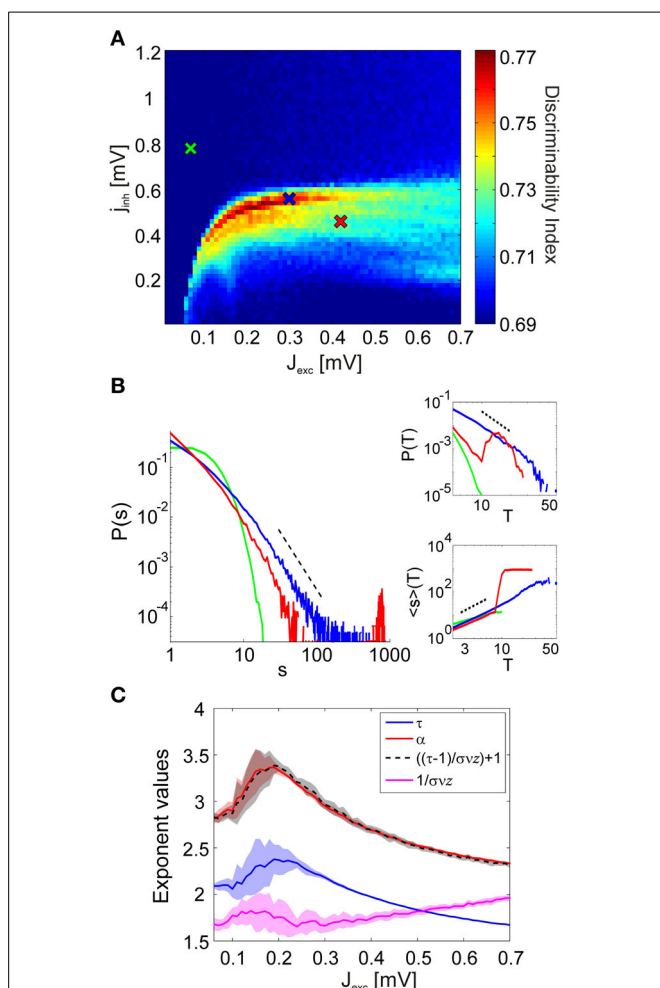 A
1.2
1
0.8
0.6
0.4
0.2
j_inh [mV]
0.1 0.2 0.3 0.4 0.5 0.6 0.7
J_exc [mV]
0.77
0.75
0.73
0.71
0.69
Discriminability Index
B
10^-1
10^-2
10^-3
10^-4
P(s)
1 10 100 1000
s
10^-1
10^-3
10^-5
P(T)
10 50
T
10^4
10^2
10^0
<s>(T)
3 10 50
T
C
4
3.5
3
2.5
2
1.5
Exponent values
τ
α
((τ-1)/σνz)+1
1/σνz
0.1 0.2 0.3 0.4 0.5 0.6 0.7
J_exc [mV]